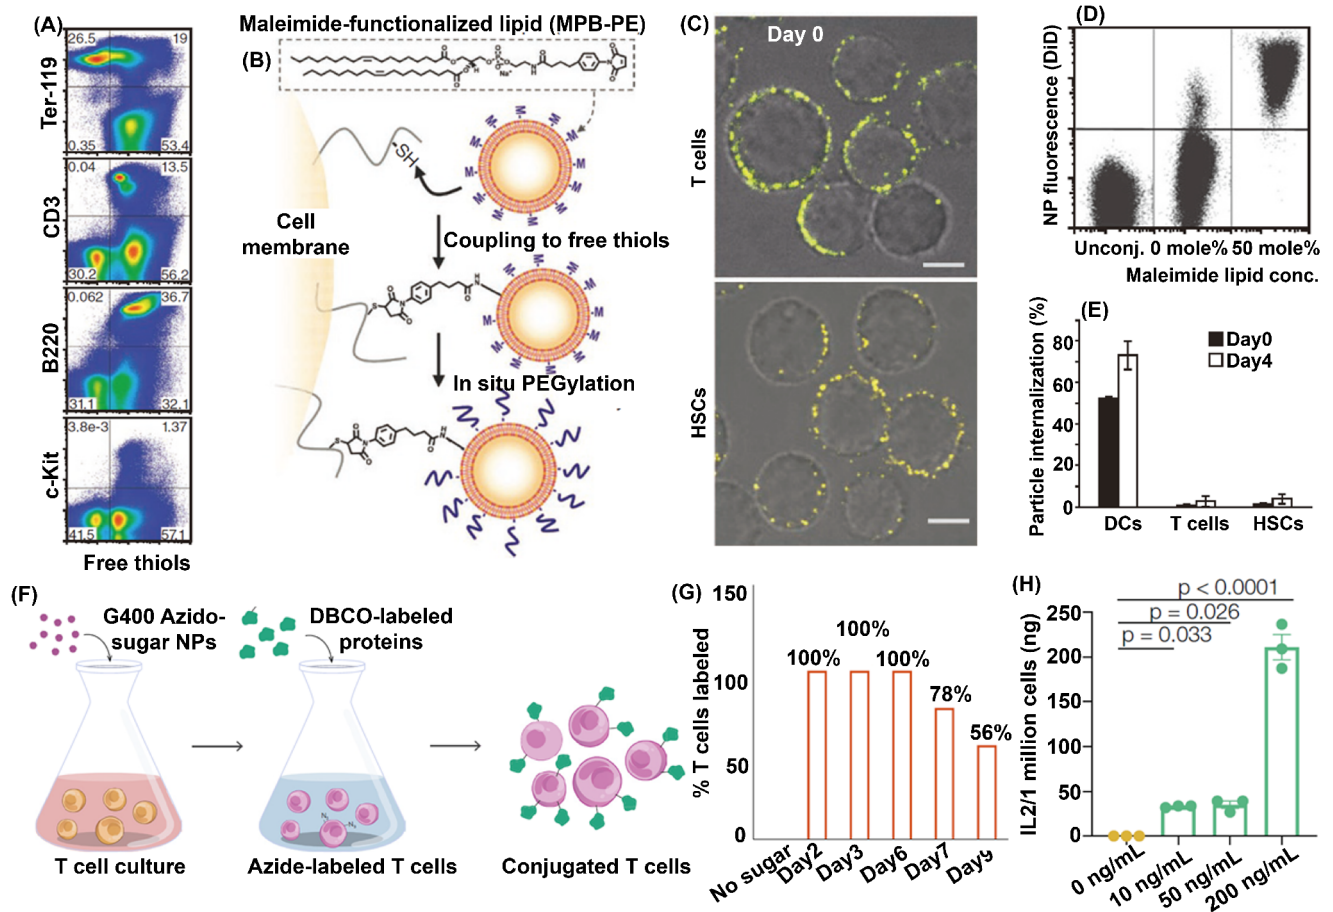 (A)
26.5 19
Ter-119
0.35 53.4
0.04 13.5
CD3
30.2 56.2
0.062 36.7
B220
31.1 32.1
3.8e-3 1.37
c-Kit
41.5 57.1
Free thiols
Maleimide-functionalized lipid (MPB-PE)
(B)
O O O O P O O H O Na+ N H O N O O
M M M M M M M M M M M M
SH
Cell
membrane
Coupling to free thiols
S N O O O H N
M M M M M M M M M M
In situ PEGylation
S N O O O H N
(C)
Day 0
T cells
HSCs
(D)
NP fluorescence (DiD)
Unconj. 0 mole% 50 mole%
Maleimide lipid conc.
(E)
Particle internalization (%)
80
60
40
20
0
Day0
Day4
DCs T cells HSCs
(F)
G400 Azido-
sugar NPs
DBCO-labeled
proteins
N3 N3
T cell culture
Azide-labeled T cells
Conjugated T cells
(G)
% T cells labeled
150
100
50
0
100%
100%
100%
78%
56%
No sugar Day2 Day3 Day6 Day7 Day9
(H)
IL2/1 million cells (ng)
p < 0.0001
p = 0.026
p = 0.033
250
200
150
100
50
0
0 ng/mL 10 ng/mL 50 ng/mL 200 ng/mL